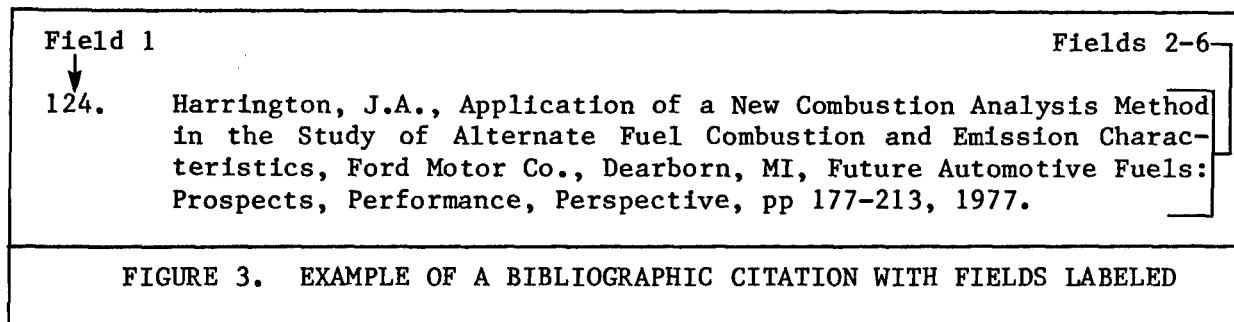 Field 1
Fields 2-6
124. Harrington, J.A., Application of a New Combustion Analysis Method
in the Study of Alternate Fuel Combustion and Emission Charac-
teristics, Ford Motor Co., Dearborn, MI, Future Automotive Fuels:
Prospects, Performance, Perspective, pp 177-213, 1977.
FIGURE 3. EXAMPLE OF A BIBLIOGRAPHIC CITATION WITH FIELDS LABELED